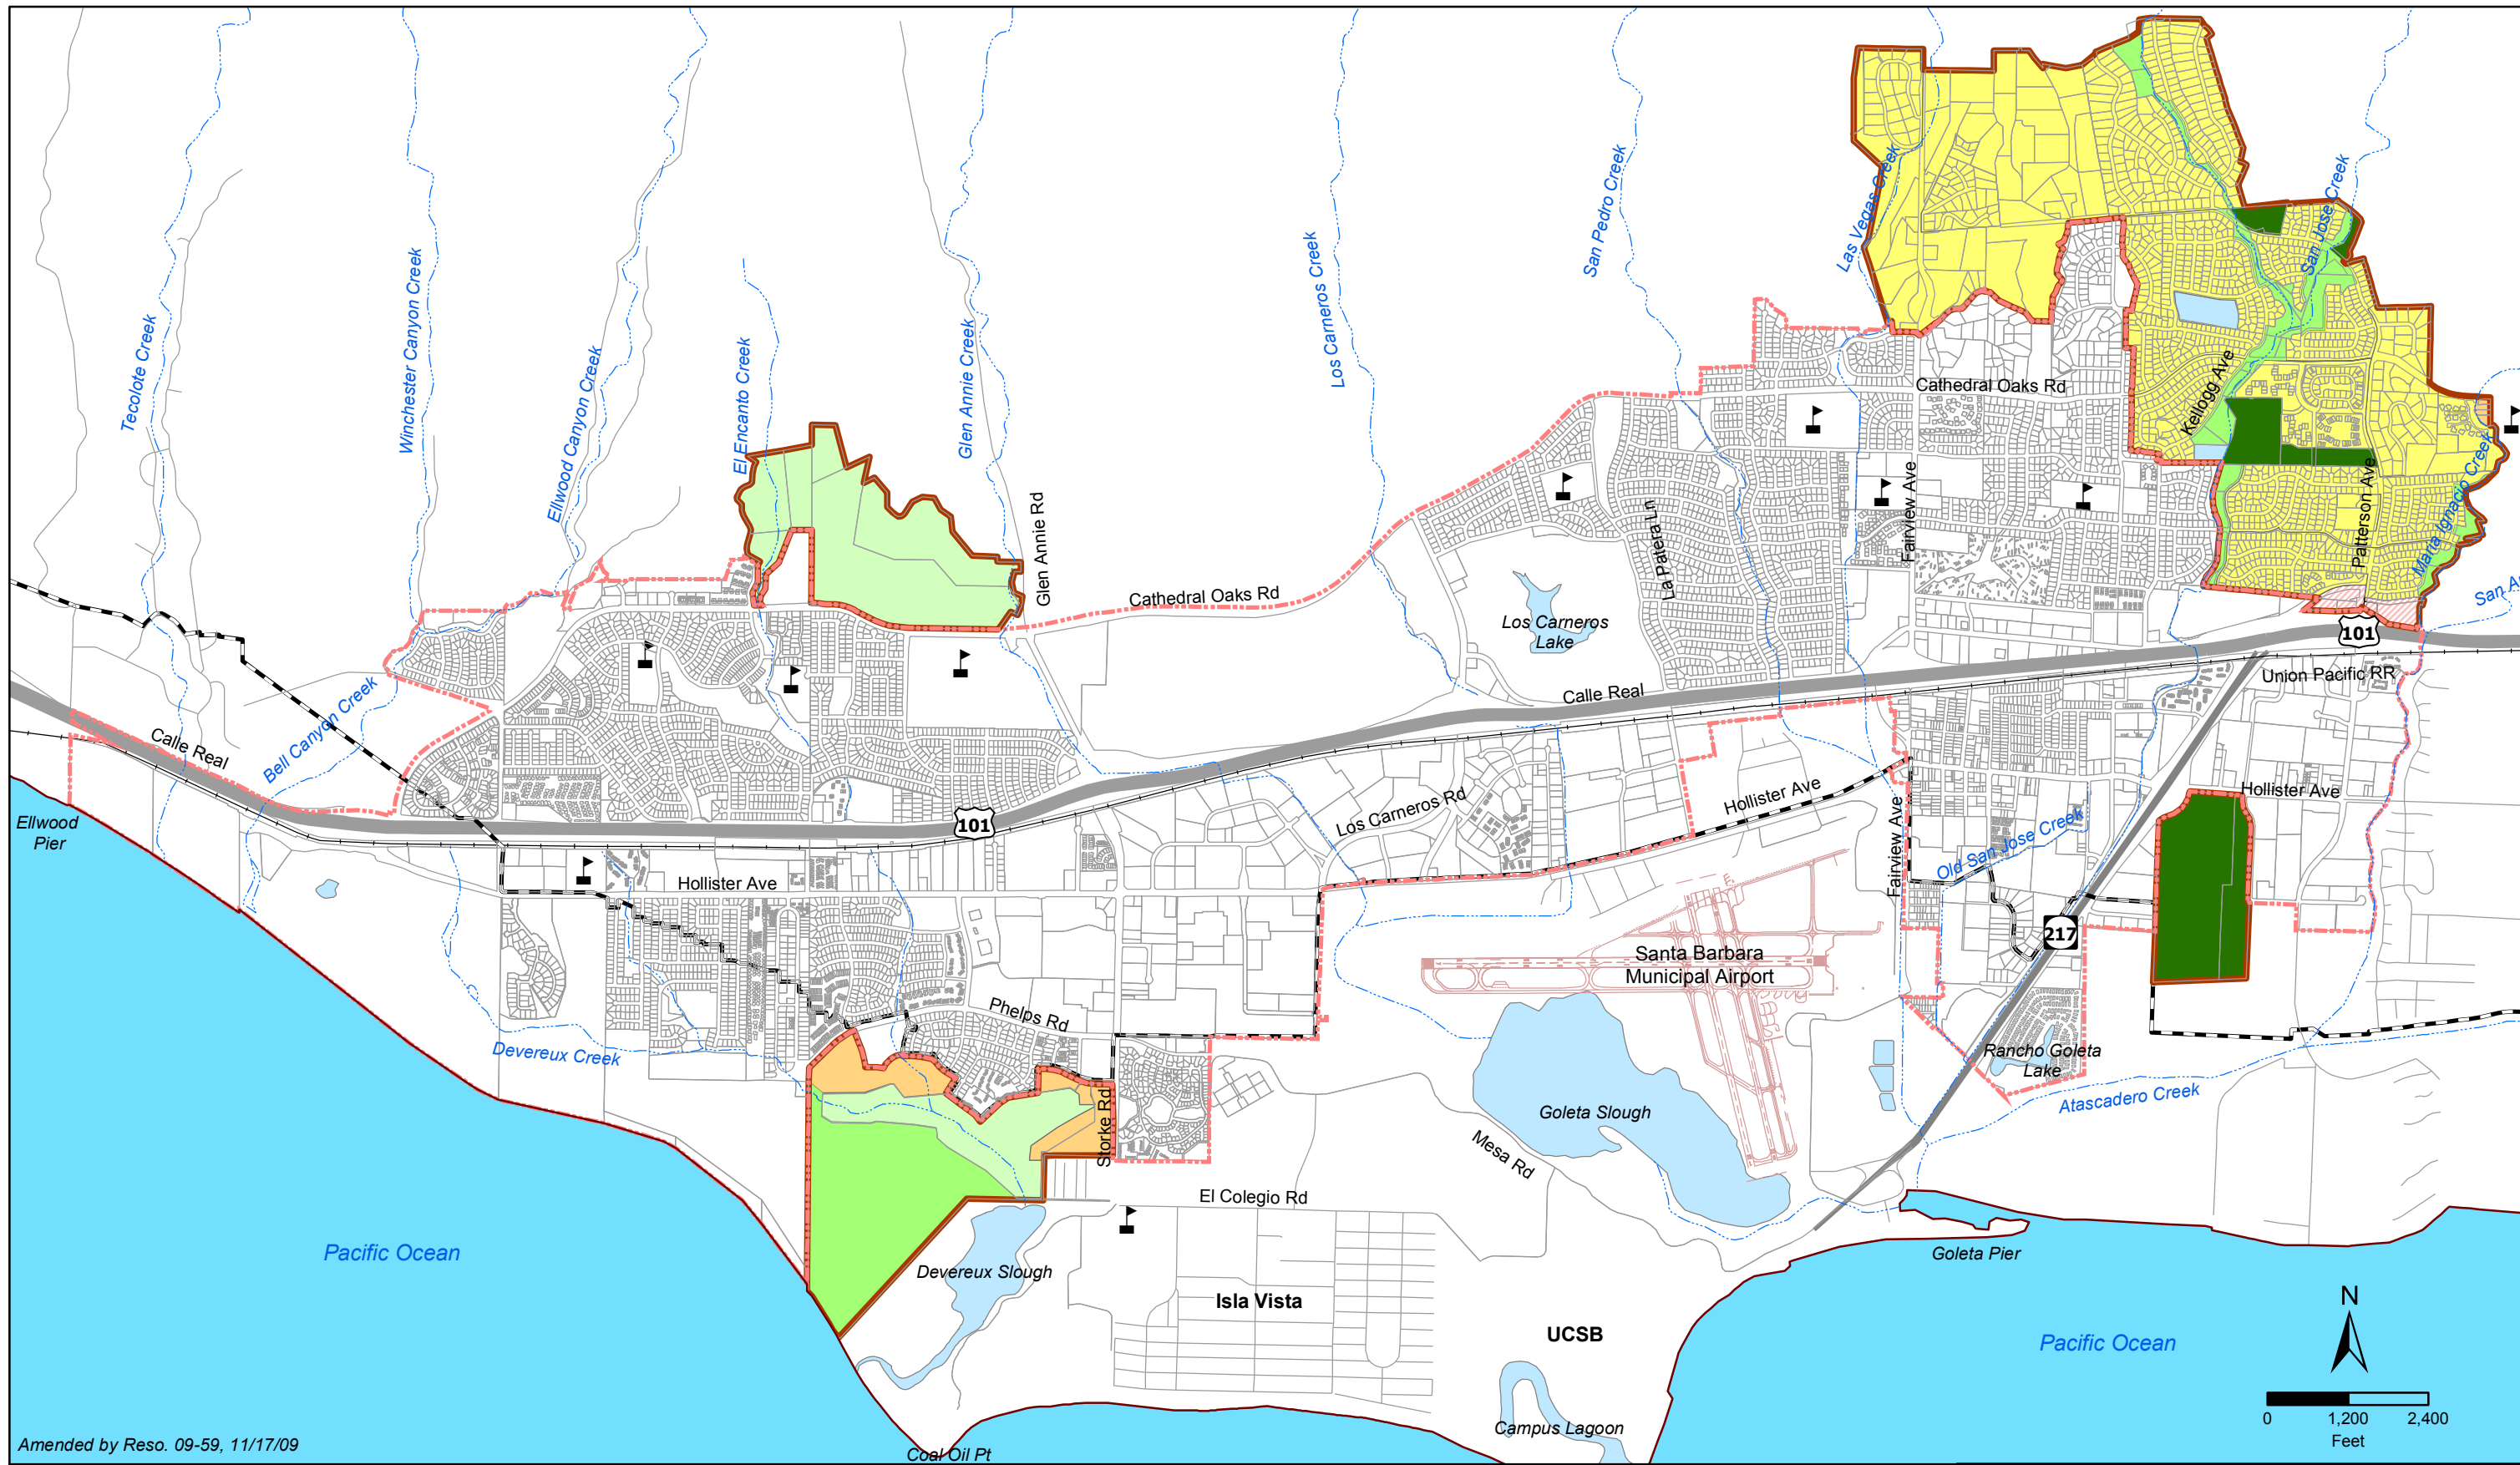 Tecolote Creek
Winchester Canyon Creek
Ellwood Canyon Creek
El Encanto Creek
Glen Annie Creek
Los Carneros Creek
San Pedro Creek
Las Vegas Creek
San Jose Creek
Kellogg Ave
Cathedral Oaks Rd
Glen Annie Rd
Cathedral Oaks Rd
La Patera Ln
Fairview Ave
Patterson Ave
Maria Ignacio Creek
Los Carneros
Lake
101
Union Pacific RR
Calle Real
Calle Real
Bell Canyon Creek
Ellwood
Pier
101
Los Carneros Rd
Hollister Ave
Hollister Ave
Fairview Ave
Old San Jose Creek
Hollister Ave
217
Santa Barbara
Municipal Airport
Phelps Rd
Devereux Creek
Storke Rd
Rancho Goleta
Lake
Atascadero Creek
Goleta Slough
Mesa Rd
El Colegio Rd
Pacific Ocean
Devereux Slough
Isla Vista
UCSB
Goleta Pier
Pacific Ocean
N
0 1,200 2,400
Feet
Campus Lagoon
Coal Oil Pt
Amended by Reso. 09-59, 11/17/09